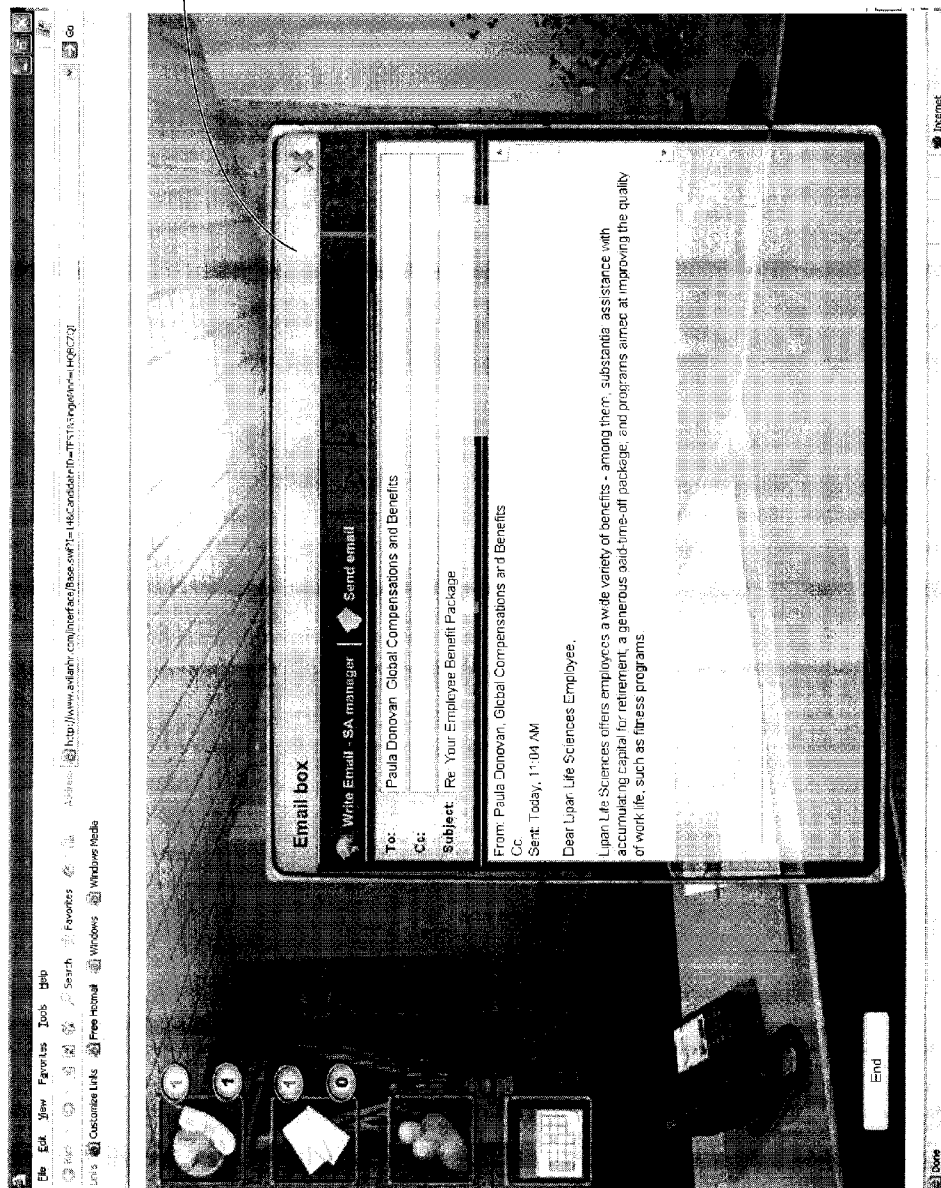 File Edit View Favorites Tools Help
Search Favorites
Links Customize Links Free Hotmail Windows Windows Media
Go
Email box
Write Email - SA manager | Send email
To: Paula Donovan, Global Compensations and Benefits
Cc:
Subject: Re: Your Employee Benefit Package
From: Paula Donovan, Global Compensations and Benefits
Cc:
Sent: Today, 11:04 AM
Dear Lipan Life Sciences Employee,
Lipan Life Sciences offers employees a wide variety of benefits - among them, substantial assistance with
accumulating capital for retirement, a generous paid-time-off package, and programs aimed at improving the quality
of work life, such as fitness programs
1
1
1
0
End
Done
Internet